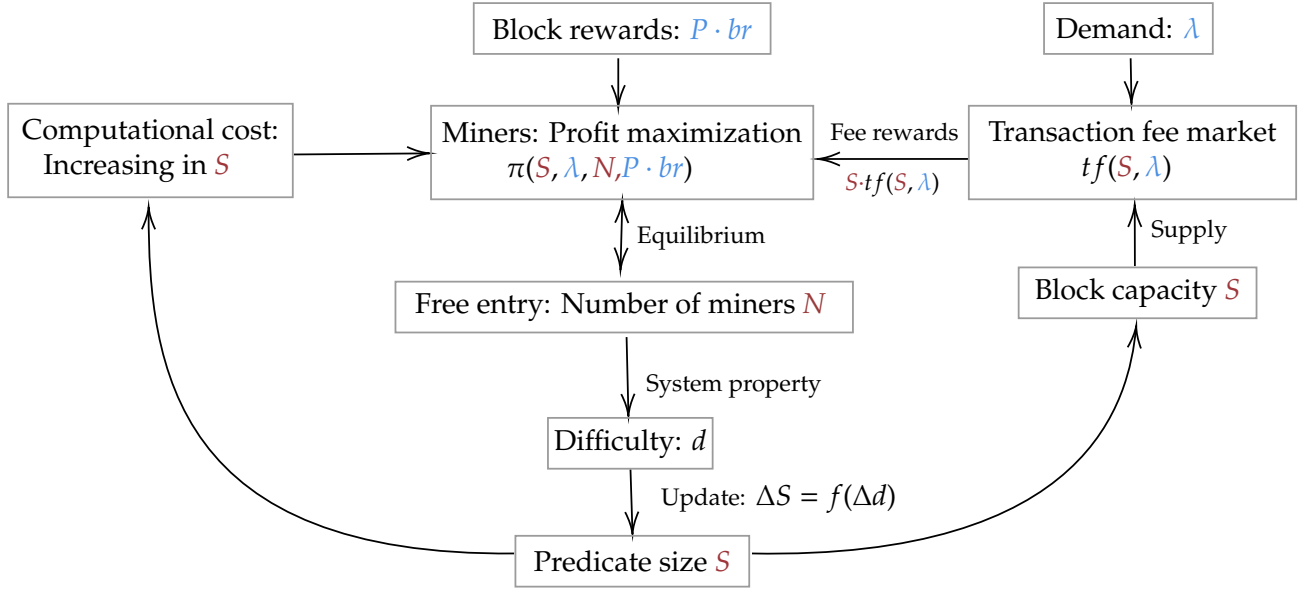 Block rewards: P · br
Demand: λ
Computational cost:
Increasing in S
Miners: Profit maximization
π(S, λ, N,P · br)
Fee rewards
S·tf(S, λ)
Transaction fee market
tf(S, λ)
Equilibrium
Supply
Free entry: Number of miners N
Block capacity S
System property
Difficulty: d
Update: ΔS = f(Δd)
Predicate size S